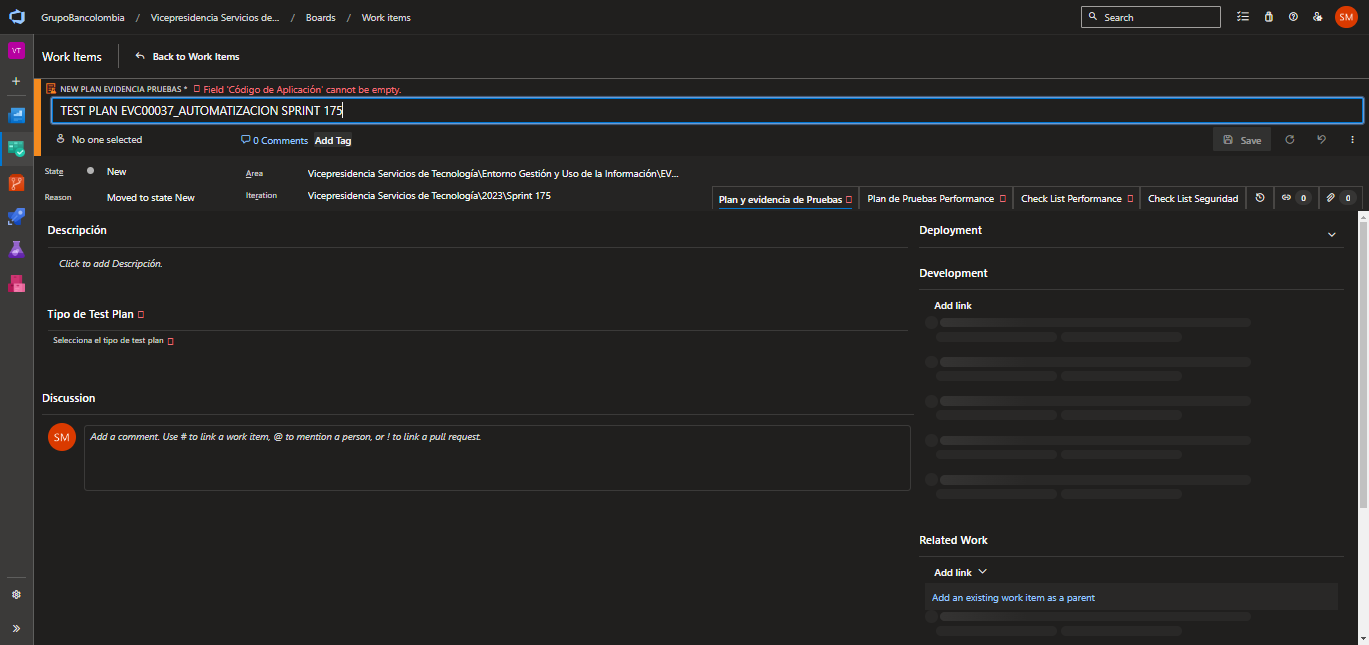 GrupoBancolombia / Vicepresidencia Servicios de... / Boards / Work items
Search
SM
VT
Work Items
Back to Work Items
NEW PLAN EVIDENCIA PRUEBAS * Field 'Código de Aplicación' cannot be empty.
TEST PLAN EVC00037_AUTOMATIZACION SPRINT 175
No one selected
0 Comments
Add Tag
Save
State
New
Area
Vicepresidencia Servicios de Tecnología\Entorno Gestión y Uso de la Información\EV...
Reason
Moved to state New
Iteration
Vicepresidencia Servicios de Tecnología\2023\Sprint 175
Plan y evidencia de Pruebas
Plan de Pruebas Performance
Check List Performance
Check List Seguridad
0
0
Descripción
Click to add Descripción.
Tipo de Test Plan
Selecciona el tipo de test plan
Discussion
SM
Add a comment. Use # to link a work item, @ to mention a person, or ! to link a pull request.
Deployment
Development
Add link
Related Work
Add link
Add an existing work item as a parent